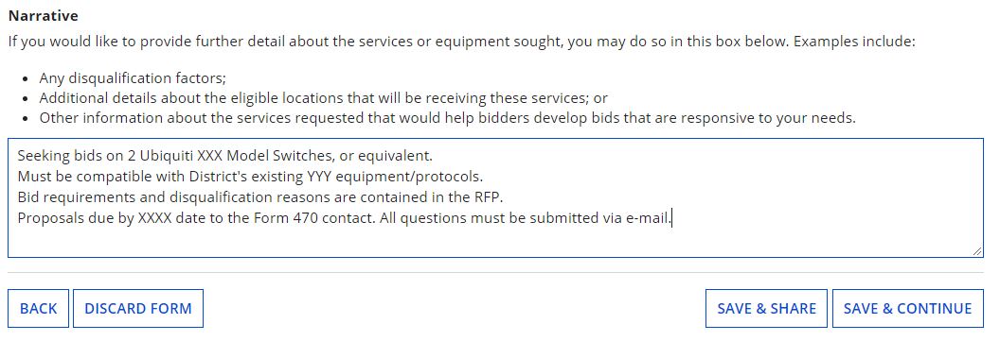 Narrative
If you would like to provide further detail about the services or equipment sought, you may do so in this box below. Examples include:
Any disqualification factors;
Additional details about the eligible locations that will be receiving these services; or
Other information about the services requested that would help bidders develop bids that are responsive to your needs.
Seeking bids on 2 Ubiquiti XXX Model Switches, or equivalent.
Must be compatible with District's existing YYY equipment/protocols.
Bid requirements and disqualification reasons are contained in the RFP.
Proposals due by XXXX date to the Form 470 contact. All questions must be submitted via e-mail.
BACK DISCARD FORM SAVE & SHARE SAVE & CONTINUE